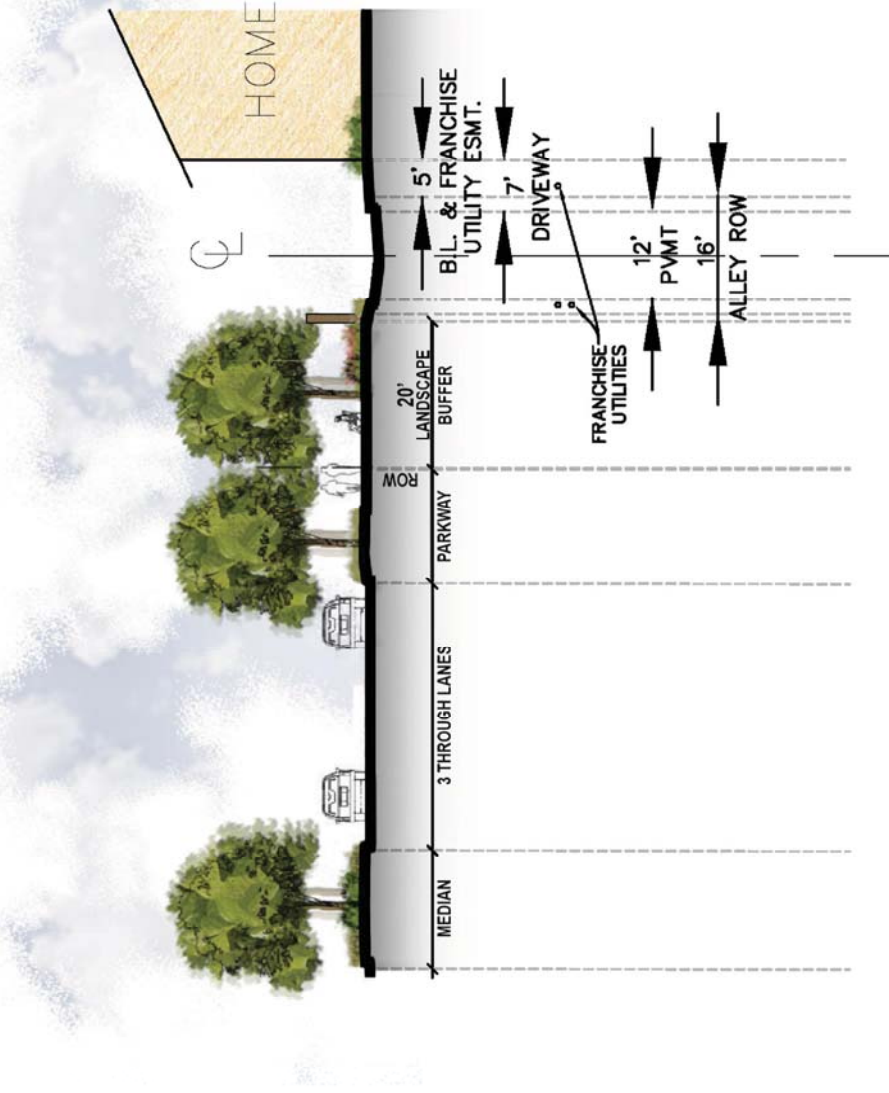 HOME
℄
5'
B.L. & FRANCHISE
UTILITY ESMT.
7'
DRIVEWAY
12'
PVMT
16'
ALLEY ROW
FRANCHISE
UTILITIES
20'
LANDSCAPE
BUFFER
ROW
PARKWAY
3 THROUGH LANES
MEDIAN